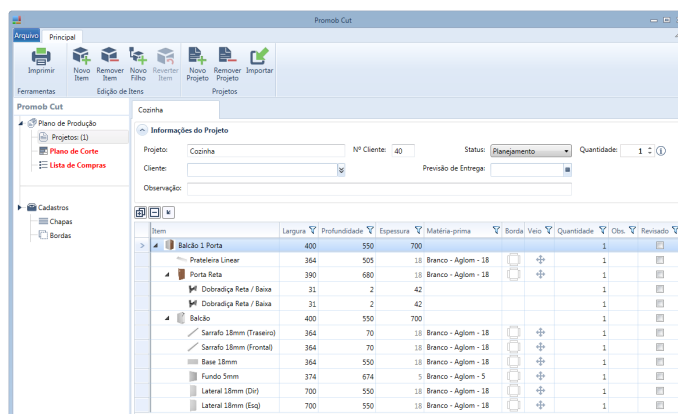 Promob Cut
Arquivo Principal
Imprimir Novo Item Remover Item Novo Filho Reverter Item Novo Projeto Remover Projeto Importar
Ferramentas Edição de Itens Projetos
Promob Cut
Plano de Produção
Projetos: (1)
Plano de Corte
Lista de Compras
Cadastros
Chapas
Bordas
Cozinha
Informações do Projeto
Projeto: Cozinha Nº Cliente: 40 Status: Planejamento Quantidade: 1
Cliente: Previsão de Entrega:
Observação:
Item Largura Profundidade Espessura Matéria-prima Borda Veio Quantidade Obs. Revisado
Balcão 1 Porta 400 550 700 1
Prateleira Linear 364 505 18 Branco - Aglom - 18 1
Porta Reta 390 680 18 Branco - Aglom - 18 1
Dobradiça Reta / Baixa 31 2 42 1
Dobradiça Reta / Baixa 31 2 42 1
Balcão 400 550 700 1
Sarrafo 18mm (Traseiro) 364 70 18 Branco - Aglom - 18 1
Sarrafo 18mm (Frontal) 364 70 18 Branco - Aglom - 18 1
Base 18mm 364 550 18 Branco - Aglom - 18 1
Fundo 5mm 374 674 5 Branco - Aglom - 5 1
Lateral 18mm (Dir) 700 550 18 Branco - Aglom - 18 1
Lateral 18mm (Esq) 700 550 18 Branco - Aglom - 18 1